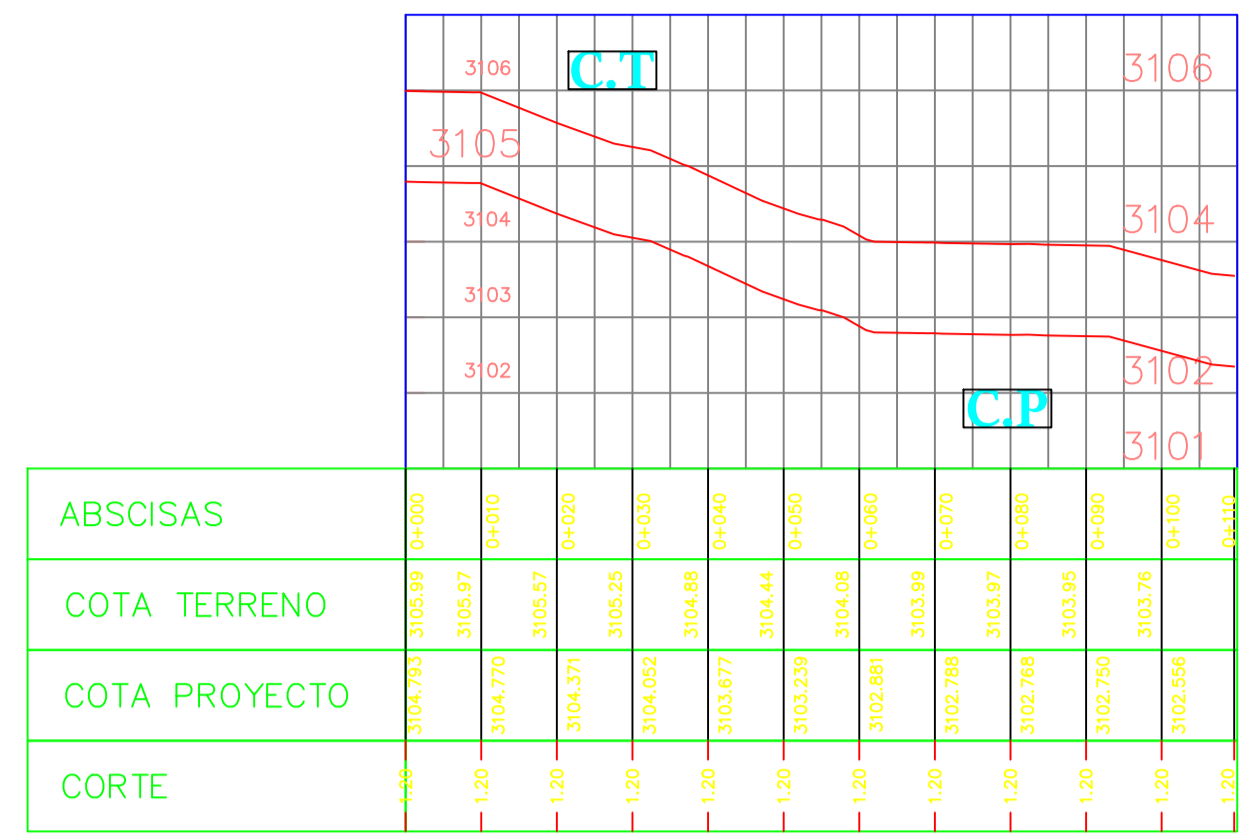 C.T
3106
3106
3105
3104
3104
3103
3102
3102
C.P
3101
ABSCISAS 0+000 0+010 0+020 0+030 0+040 0+050 0+060 0+070 0+080 0+090 0+100 0+110
COTA TERRENO 3105.99 3105.97 3105.57 3105.25 3104.88 3104.44 3104.08 3103.99 3103.97 3103.95 3103.76
COTA PROYECTO 3104.793 3104.770 3104.371 3104.052 3103.677 3103.239 3102.881 3102.788 3102.768 3102.750 3102.556
CORTE 1.20 1.20 1.20 1.20 1.20 1.20 1.20 1.20 1.20 1.20 1.20 1.20